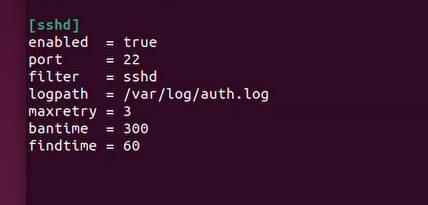 [sshd]
enabled  = true
port     = 22
filter   = sshd
logpath  = /var/log/auth.log
maxretry = 3
bantime  = 300
findtime = 60